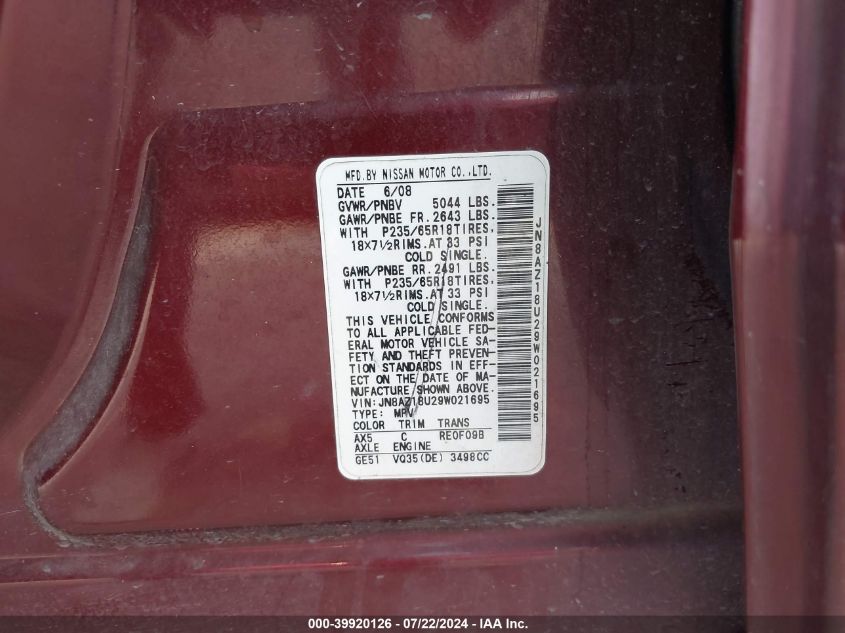 MFD.BY NISSAN MOTOR CO.,LTD.
DATE 6/08
GVWR/PNBV 5044 LBS.
GAWR/PNBE FR.2643 LBS.
WITH P235/65R18TIRES,
18X7½RIMS.AT 33 PSI
COLD SINGLE.
GAWR/PNBE RR.2491 LBS.
WITH P235/65R18TIRES,
18X7½RIMS.AT 33 PSI
COLD SINGLE.
THIS VEHICLE CONFORMS
TO ALL APPLICABLE FED-
ERAL MOTOR VEHICLE SA-
FETY AND THEFT PREVEN-
TION STANDARDS IN EFF-
ECT ON THE DATE OF MA-
NUFACTURE SHOWN ABOVE.
VIN:JN8AZ18U29W021695
TYPE: MPV
COLOR TRIM TRANS
AX5 C RE0F09B
AXLE ENGINE
GE51 VQ35(DE) 3498CC
JN8AZ18U29W021695
000-39920126 - 07/22/2024 - IAA Inc.